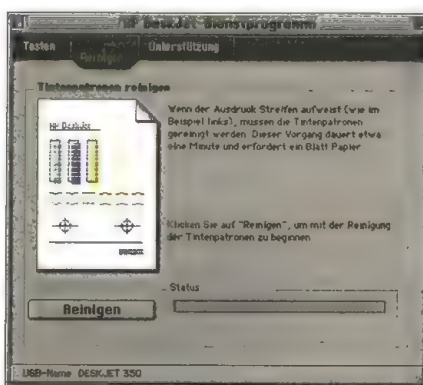 HP DeskJet Dienstprogramm
Testen Reinigen Unterstützung
Tintenpatronen reinigen
Wenn der Ausdruck Streifen aufweist (wie im
Beispiel links), müssen die Tintenpatronen
gereinigt werden. Dieser Vorgang dauert etwa
eine Minute und erfordert ein Blatt Papier.
HP DeskJet
Klicken Sie auf "Reinigen", um mit der Reinigung
der Tintenpatronen zu beginnen
Status
Reinigen
USB-Name DESKJET 350